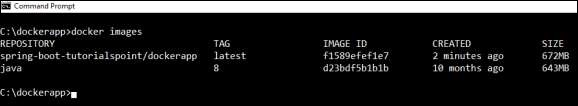 Command Prompt
C:\dockerapp>docker images
REPOSITORY TAG IMAGE ID CREATED SIZE
spring-boot-tutorialspoint/dockerapp latest f1589efef1e7 2 minutes ago 672MB
java 8 d23bdf5b1b1b 10 months ago 643MB
C:\dockerapp>